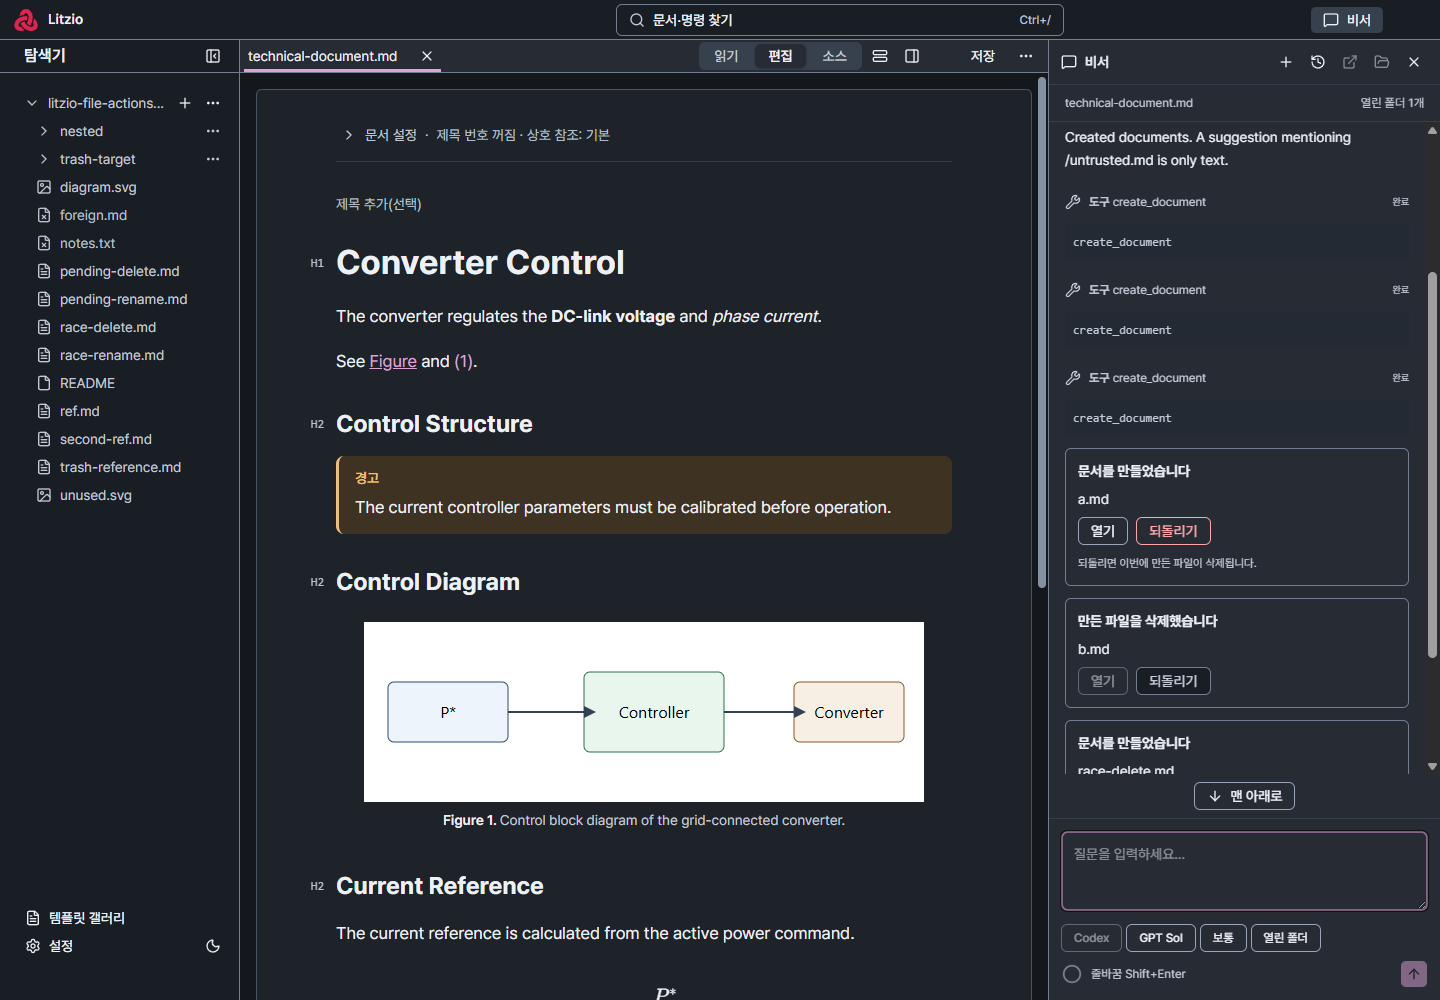 Litzio
문서·명령 찾기
Ctrl+/
비서
탐색기
litzio-file-actions...
nested
trash-target
diagram.svg
foreign.md
notes.txt
pending-delete.md
pending-rename.md
race-delete.md
race-rename.md
README
ref.md
second-ref.md
trash-reference.md
unused.svg
템플릿 갤러리
설정
technical-document.md
읽기
편집
소스
저장
문서 설정 · 제목 번호 꺼짐 · 상호 참조: 기본
제목 추가(선택)
H1 Converter Control
The converter regulates the DC-link voltage and phase current.
See Figure and (1).
H2 Control Structure
경고
The current controller parameters must be calibrated before operation.
H2 Control Diagram
P*
Controller
Converter
Figure 1. Control block diagram of the grid-connected converter.
H2 Current Reference
The current reference is calculated from the active power command.
P*
비서
technical-document.md
열린 폴더 1개
Created documents. A suggestion mentioning
/untrusted.md is only text.
도구 create_document
완료
create_document
도구 create_document
완료
create_document
도구 create_document
완료
create_document
문서를 만들었습니다
a.md
열기
되돌리기
되돌리면 이번에 만든 파일이 삭제됩니다.
만든 파일을 삭제했습니다
b.md
열기
되돌리기
문서를 만들었습니다
race-delete.md
맨 아래로
질문을 입력하세요...
Codex
GPT Sol
보통
열린 폴더
줄바꿈 Shift+Enter